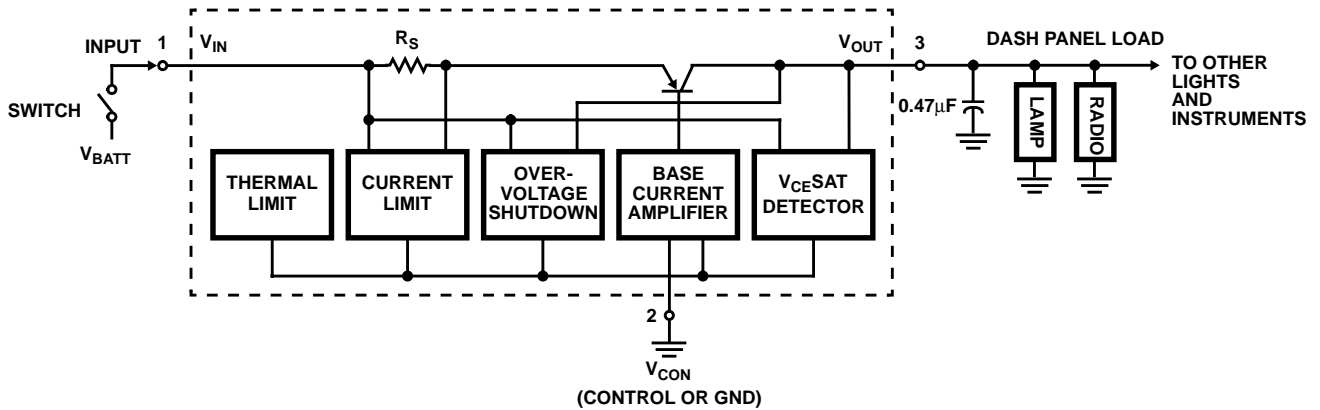 INPUT
1
V_IN
R_S
V_OUT
3
DASH PANEL LOAD
TO OTHER
LIGHTS
AND
INSTRUMENTS
SWITCH
V_BATT
0.47μF
LAMP
RADIO
THERMAL
LIMIT
CURRENT
LIMIT
OVER-
VOLTAGE
SHUTDOWN
BASE
CURRENT
AMPLIFIER
V_CESAT
DETECTOR
2
V_CON
(CONTROL OR GND)